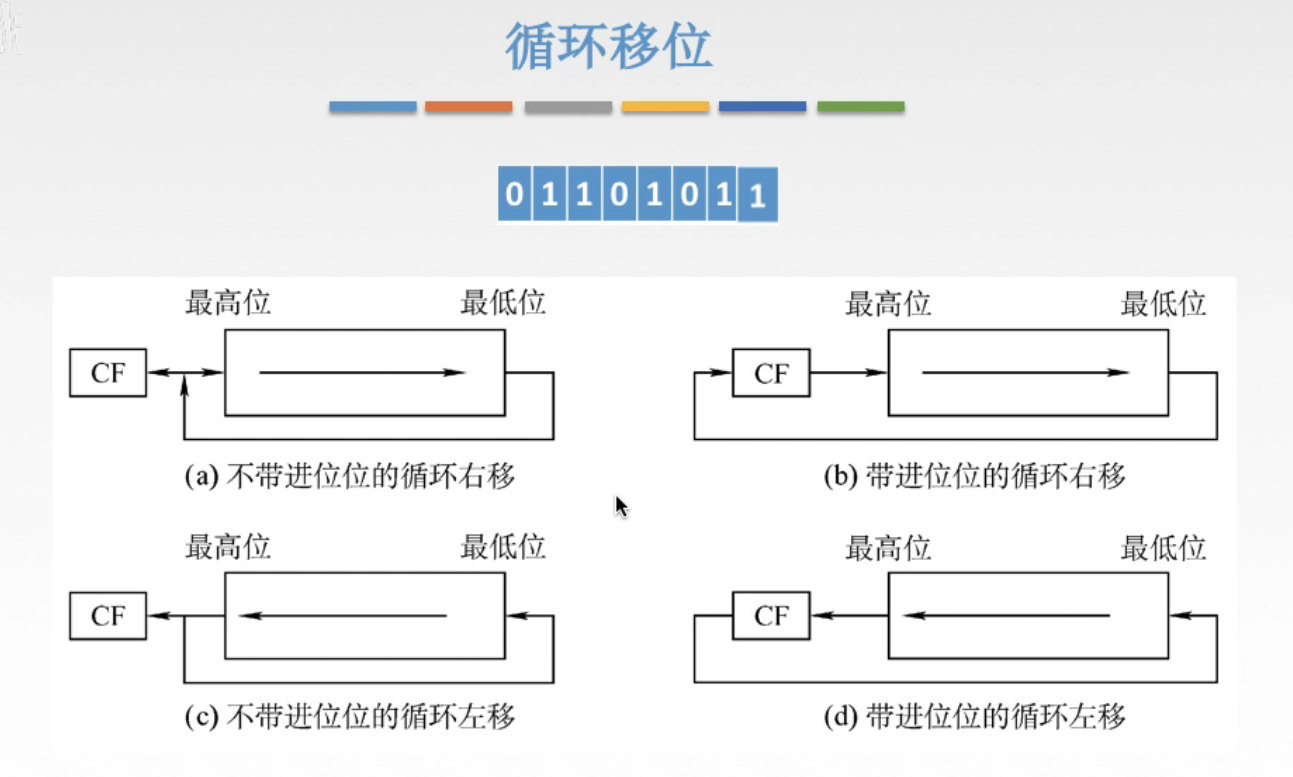 循环移位
0 1 1 0 1 0 1 1
最高位 最低位
CF
(a) 不带进位位的循环右移
最高位 最低位
CF
(b) 带进位位的循环右移
最高位 最低位
CF
(c) 不带进位位的循环左移
最高位 最低位
CF
(d) 带进位位的循环左移